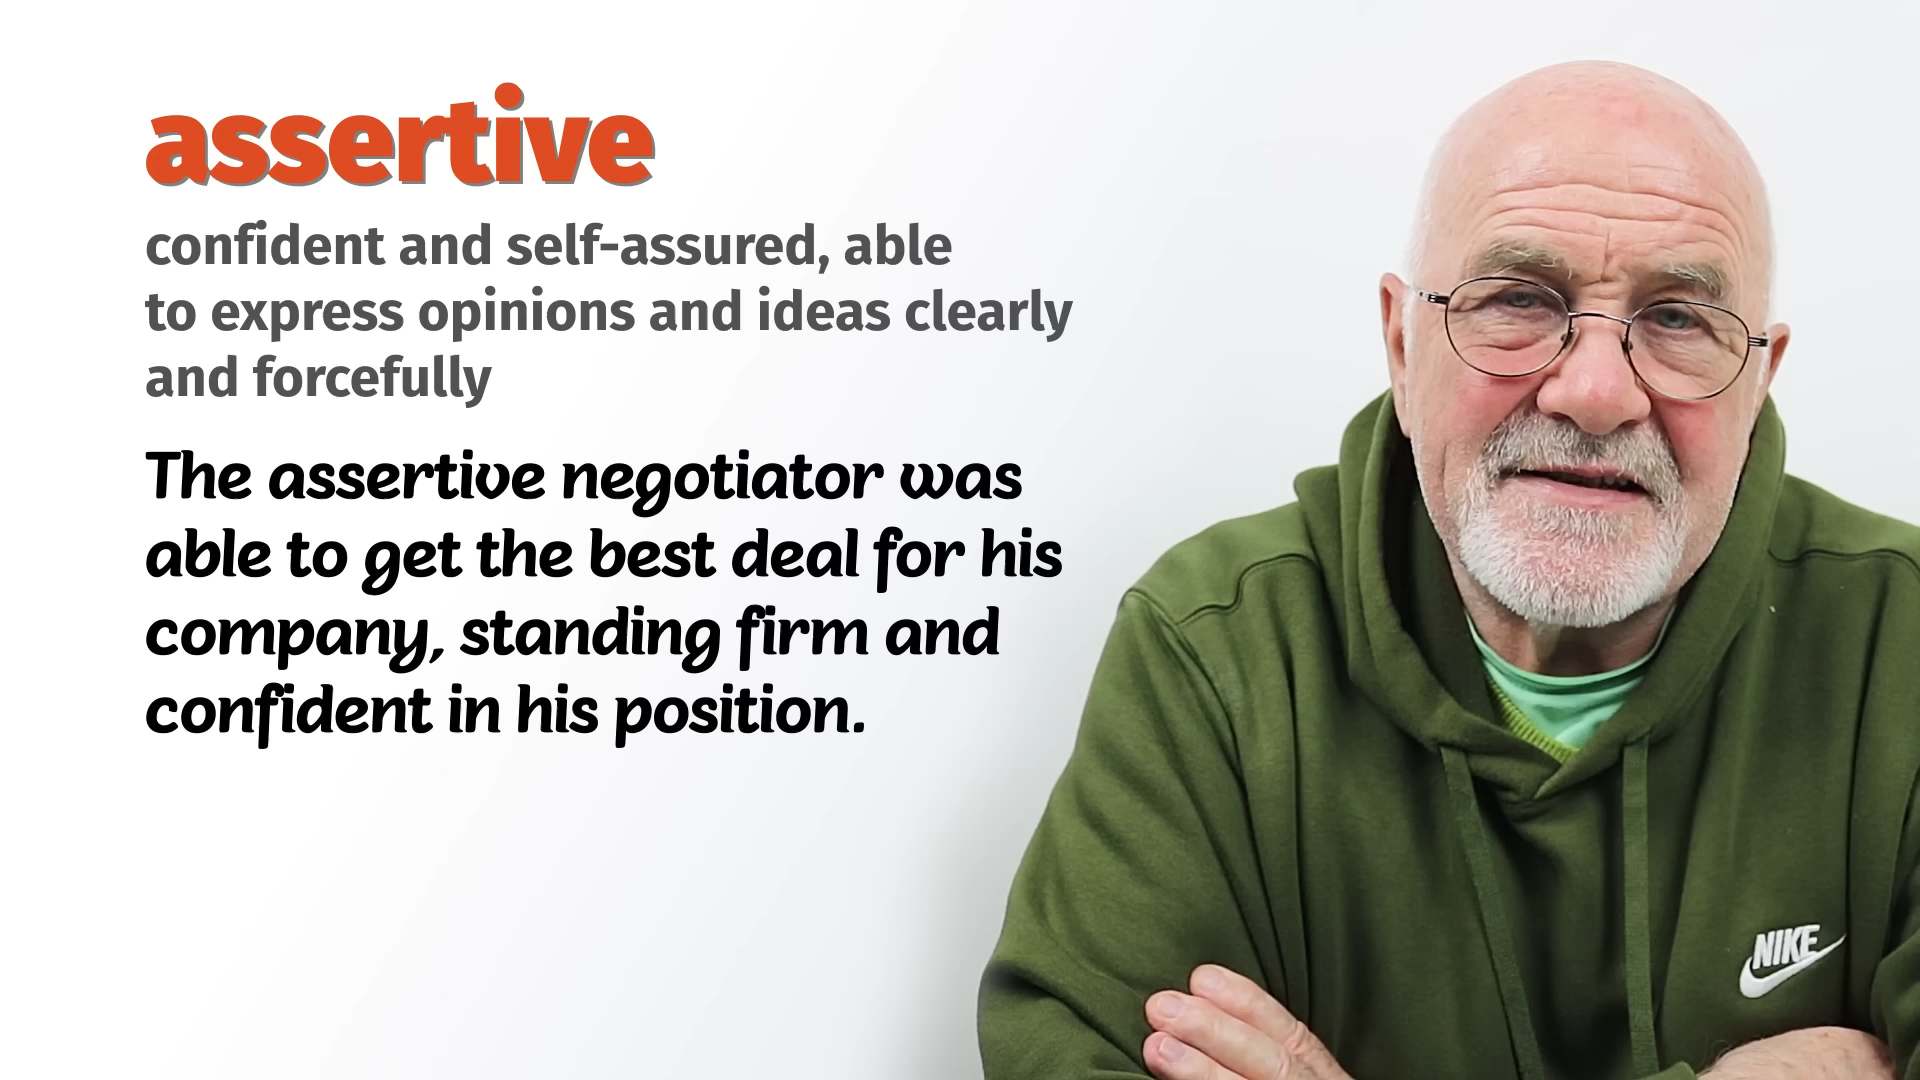 assertive
confident and self-assured, able
to express opinions and ideas clearly
and forcefully
The assertive negotiator was
able to get the best deal for his
company, standing firm and
confident in his position.
NIKE